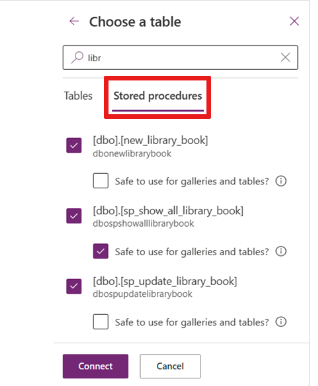 Choose a table
libr
Tables
Stored procedures
[dbo].[new_library_book]
dbonewlibrarybook
Safe to use for galleries and tables?
[dbo].[sp_show_all_library_book]
dbospshowalllibrarybook
Safe to use for galleries and tables?
[dbo].[sp_update_library_book]
dbospupdatelibrarybook
Safe to use for galleries and tables?
Connect
Cancel